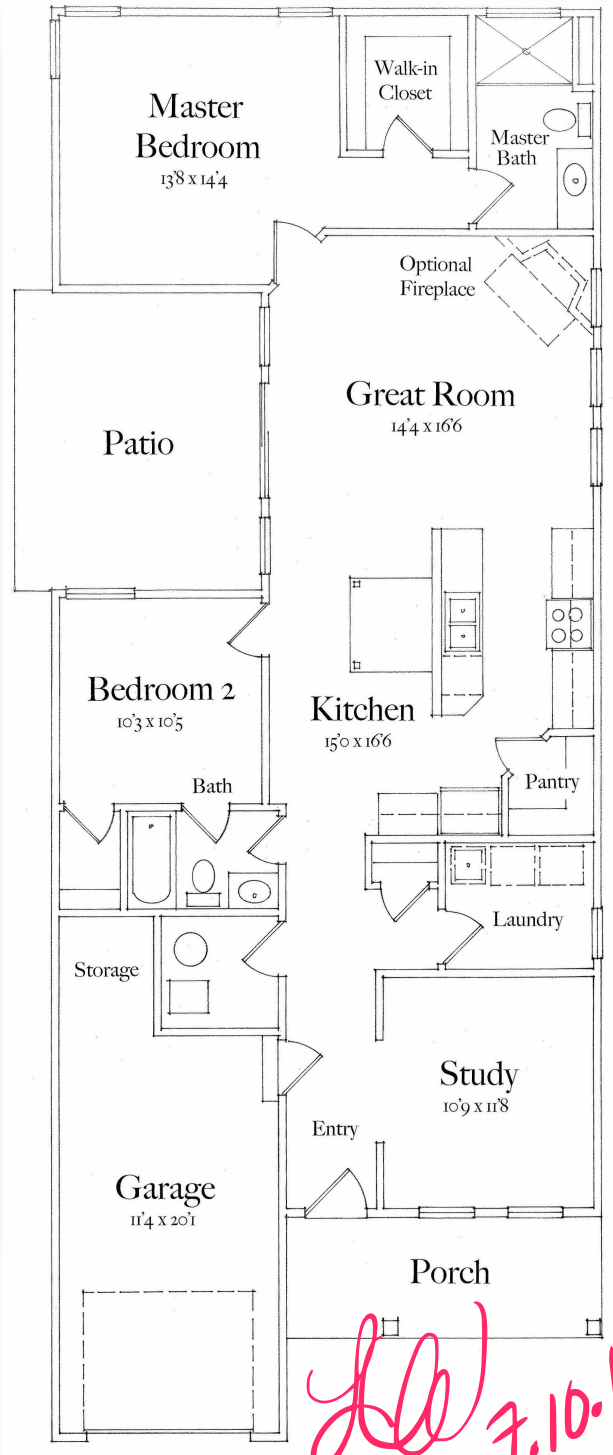 Master
Bedroom
13'8 x 14'4
Walk-in
Closet
Master
Bath
Optional
Fireplace
Great Room
14'4 x 16'6
Patio
Bedroom 2
10'3 x 10'5
Kitchen
15'0 x 16'6
Bath
Pantry
Laundry
Storage
Study
10'9 x 11'8
Entry
Garage
11'4 x 20'1
Porch
7.10.